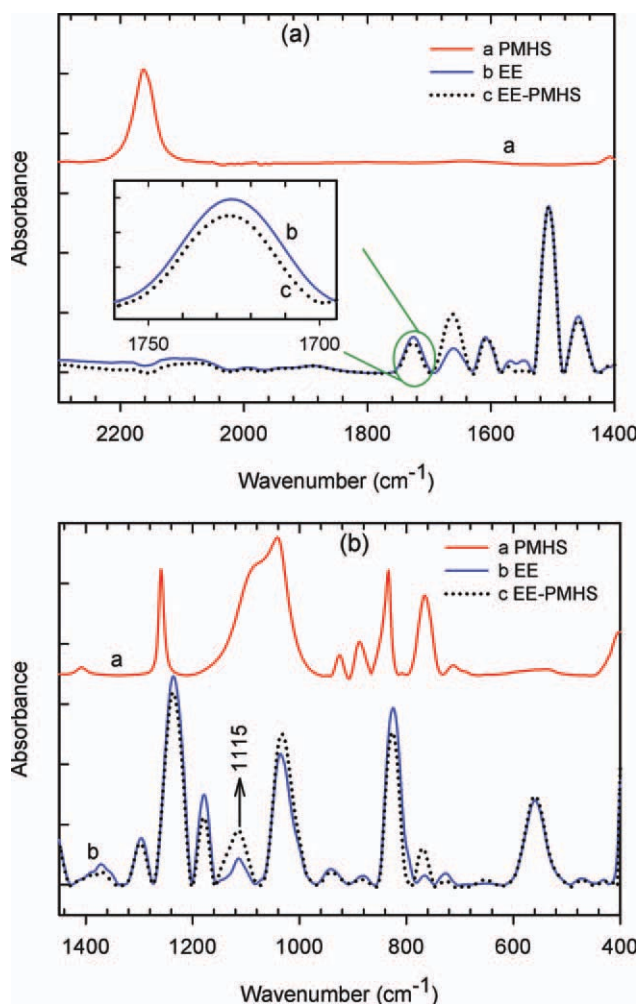 (a)
a PMHS
b EE
c EE-PMHS
a
b
c
1750 1700
Absorbance
2200 2000 1800 1600 1400
Wavenumber (cm-1)
(b)
a PMHS
b EE
c EE-PMHS
a
1115
b
Absorbance
1400 1200 1000 800 600 400
Wavenumber (cm-1)